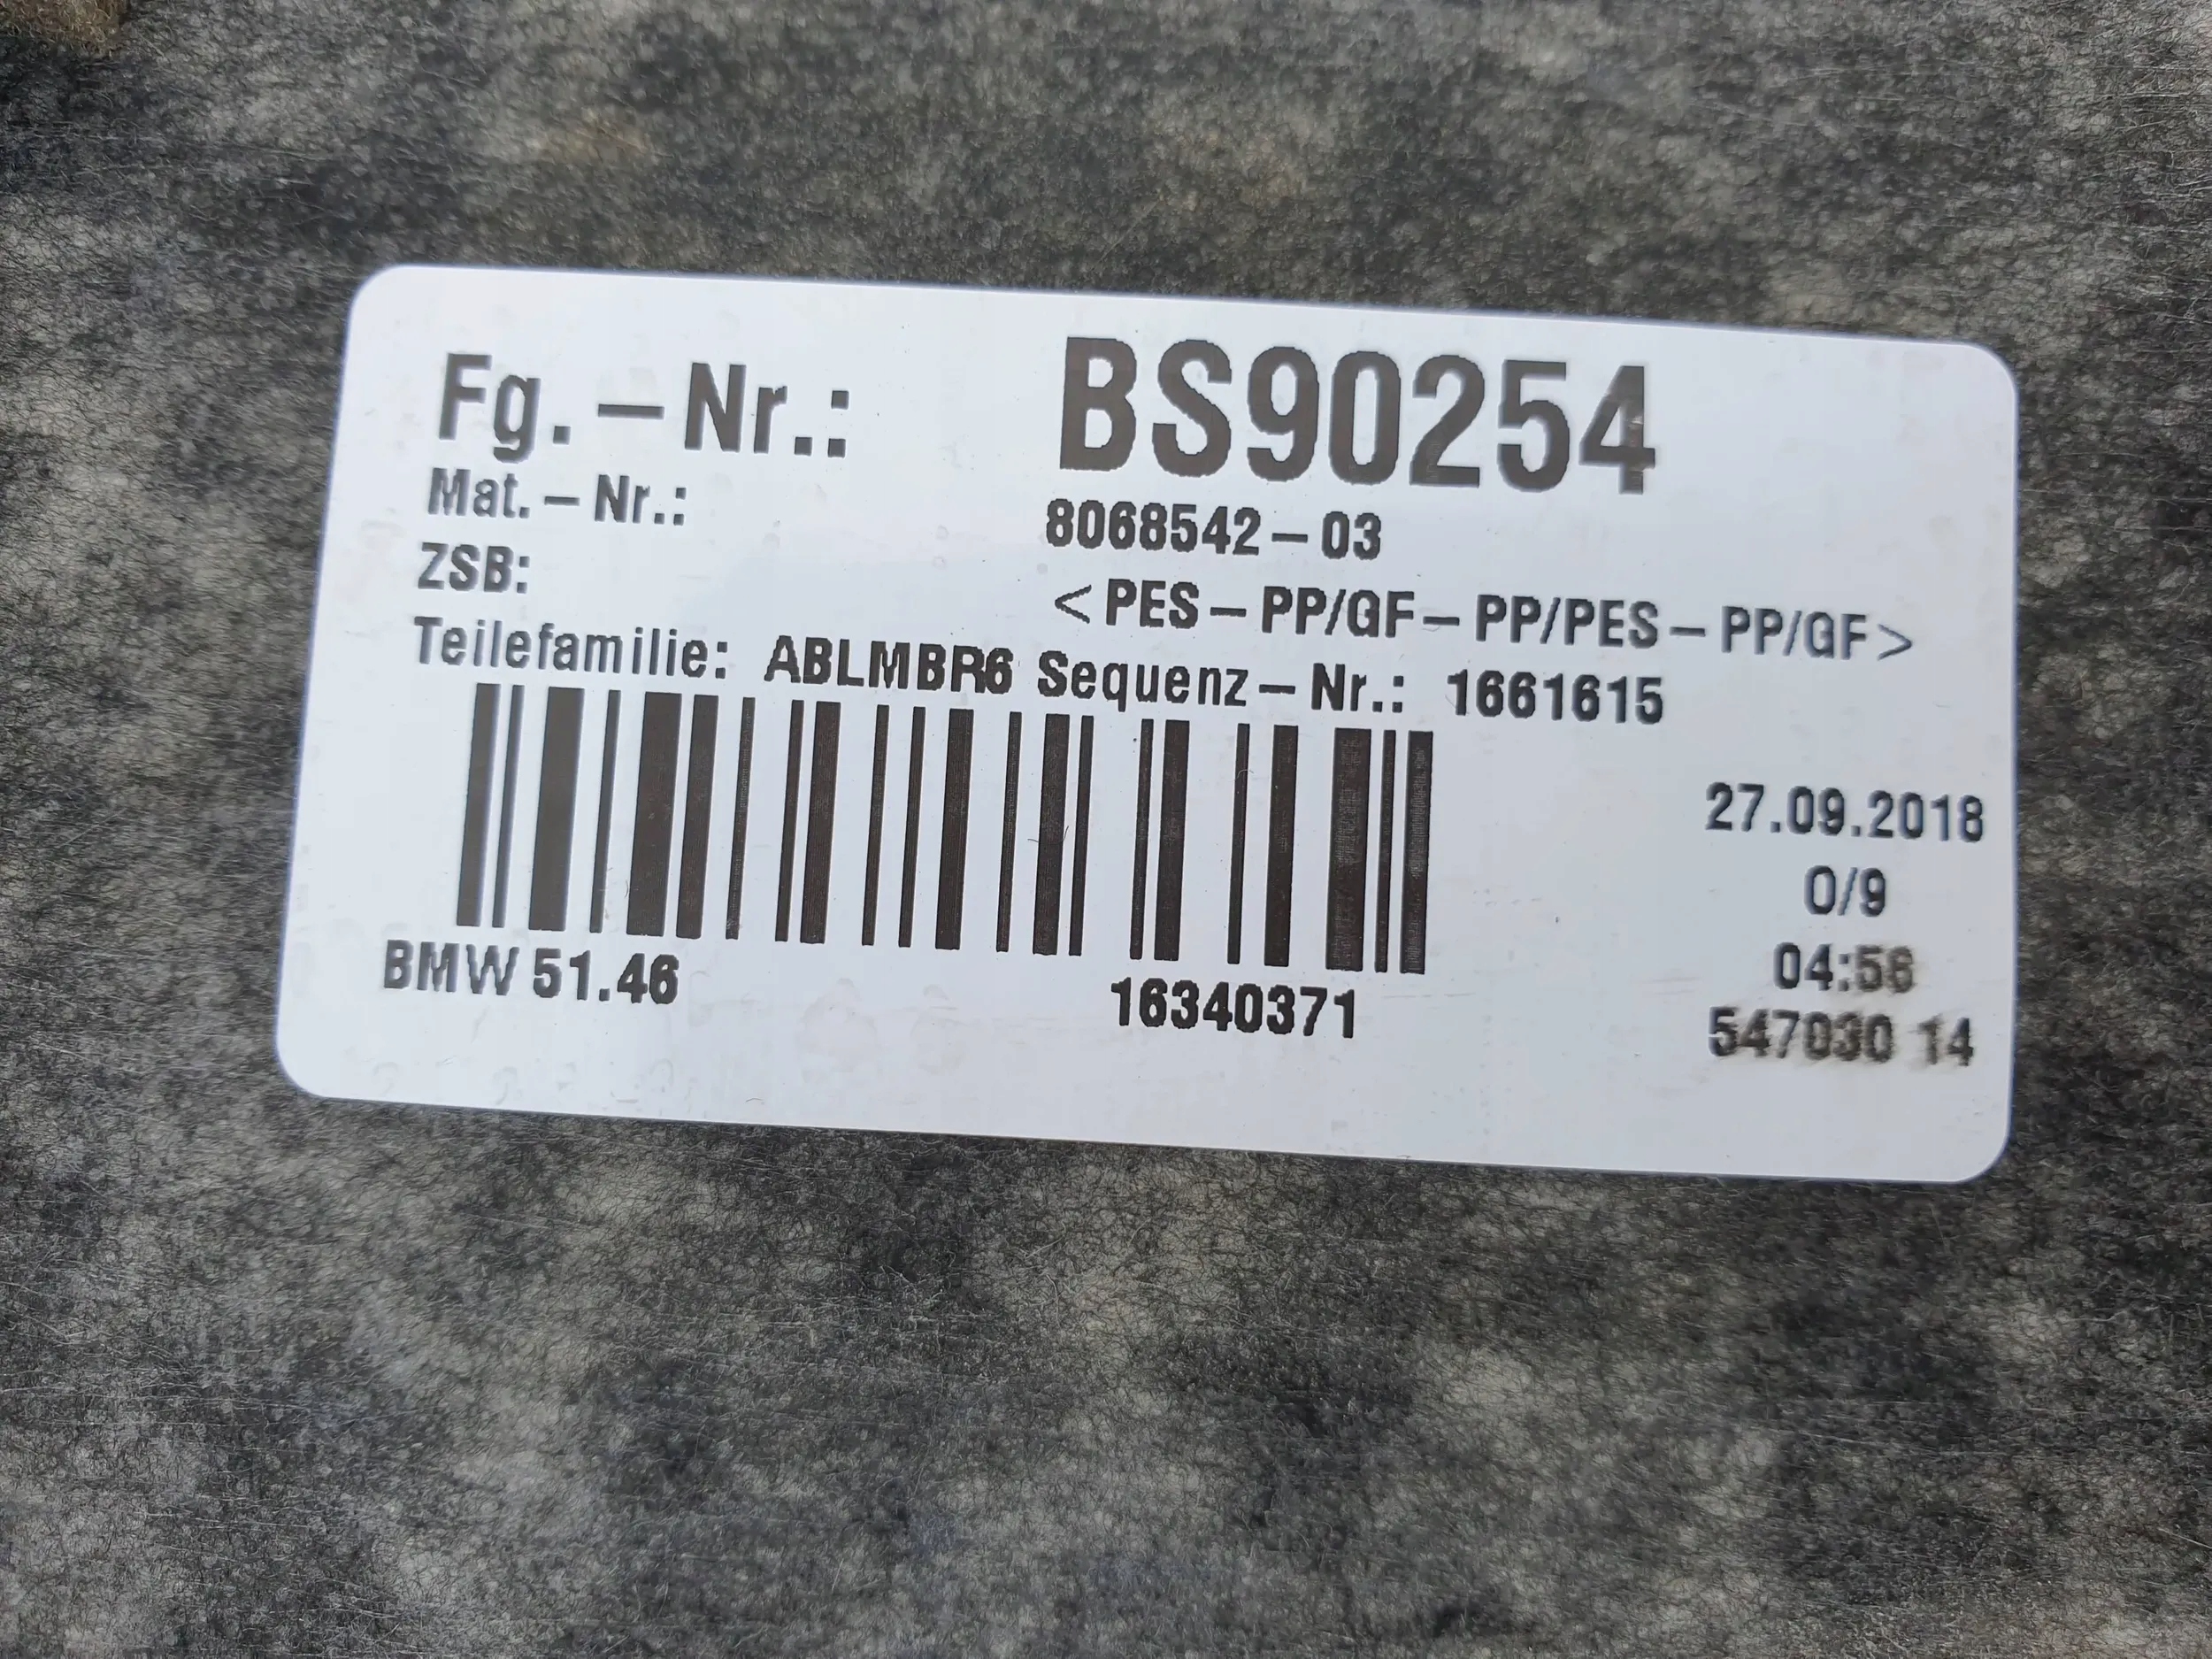 Fg.-Nr.: BS90254
Mat.-Nr.: 8068542-03
ZSB: <PES-PP/GF-PP/PES-PP/GF>
Teilefamilie: ABLMBR6 Sequenz-Nr.: 1661615
27.09.2018
0/9
04:56
BMW 51.46 16340371
547030 14